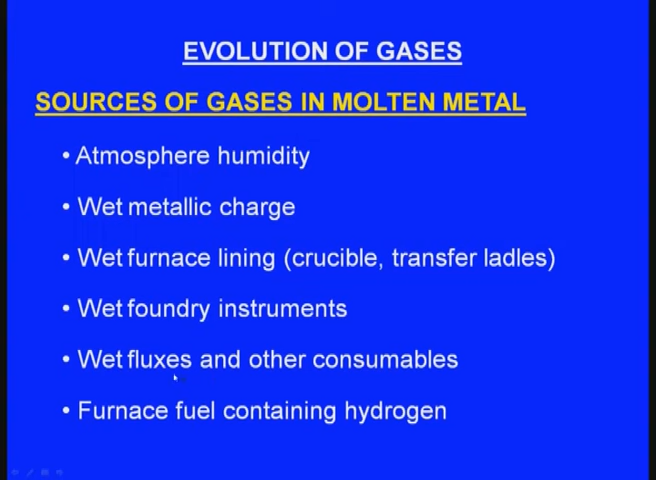 EVOLUTION OF GASES
SOURCES OF GASES IN MOLTEN METAL
• Atmosphere humidity
• Wet metallic charge
• Wet furnace lining (crucible, transfer ladles)
• Wet foundry instruments
• Wet fluxes and other consumables
• Furnace fuel containing hydrogen